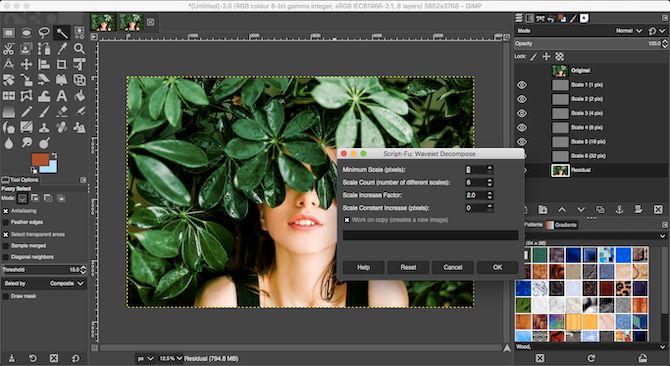 *[Untitled]-2.0 (RGB colour 8-bit gamma integer, sRGB IEC61966-2.1, 8 layers) 5652x3768 – GIMP
Tool Options
Fuzzy Select
Mode:
Antialiasing
Feather edges
Select transparent areas
Sample merged
Diagonal neighbors
Threshold 15.0
Select by Composite
Draw mask
Script-Fu: Wavelet Decompose
Minimum Scale (pixels):
Scale Count (number of different scales): 6
Scale Increase Factor: 2.0
Scale Constant Increase (pixels): 0
Work on copy (creates a new image)
Help Reset Cancel OK
px 12.5% Residual (794.8 MB)
Mode Normal
Opacity 100.0
Lock:
Original
Scale 1 (1 pix)
Scale 2 (2 pix)
Scale 3 (4 pix)
Scale 4 (8 pix)
Scale 5 (16 pix)
Scale 6 (32 pix)
Residual
Patterns Gradients
Wood,